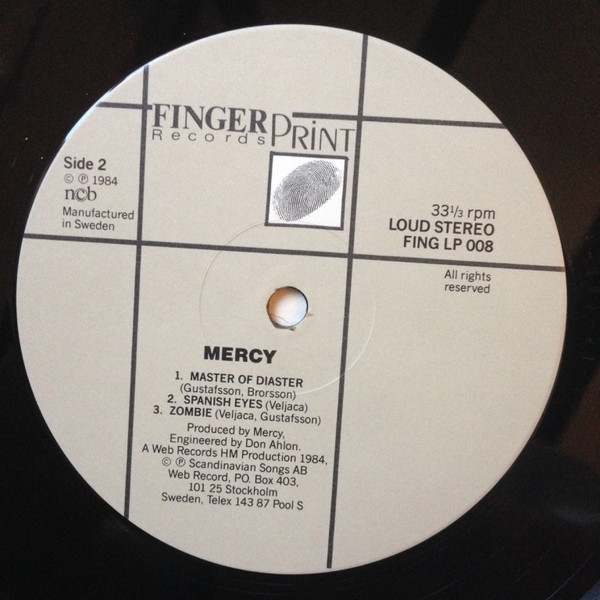 FINGERPRINT
Records
Side 2
© ℗ 1984
ncb
Manufactured
in Sweden
33 1/3 rpm
LOUD STEREO
FING LP 008
All rights
reserved
MERCY
1. MASTER OF DIASTER
(Gustafsson, Brorsson)
2. SPANISH EYES (Veljaca)
3. ZOMBIE (Veljaca, Gustafsson)
Produced by Mercy,
Engineered by Don Ahlon.
A Web Records HM Production 1984,
© ℗ Scandinavian Songs AB
Web Record, PO. Box 403,
101 25 Stockholm
Sweden, Telex 143 87 Pool S